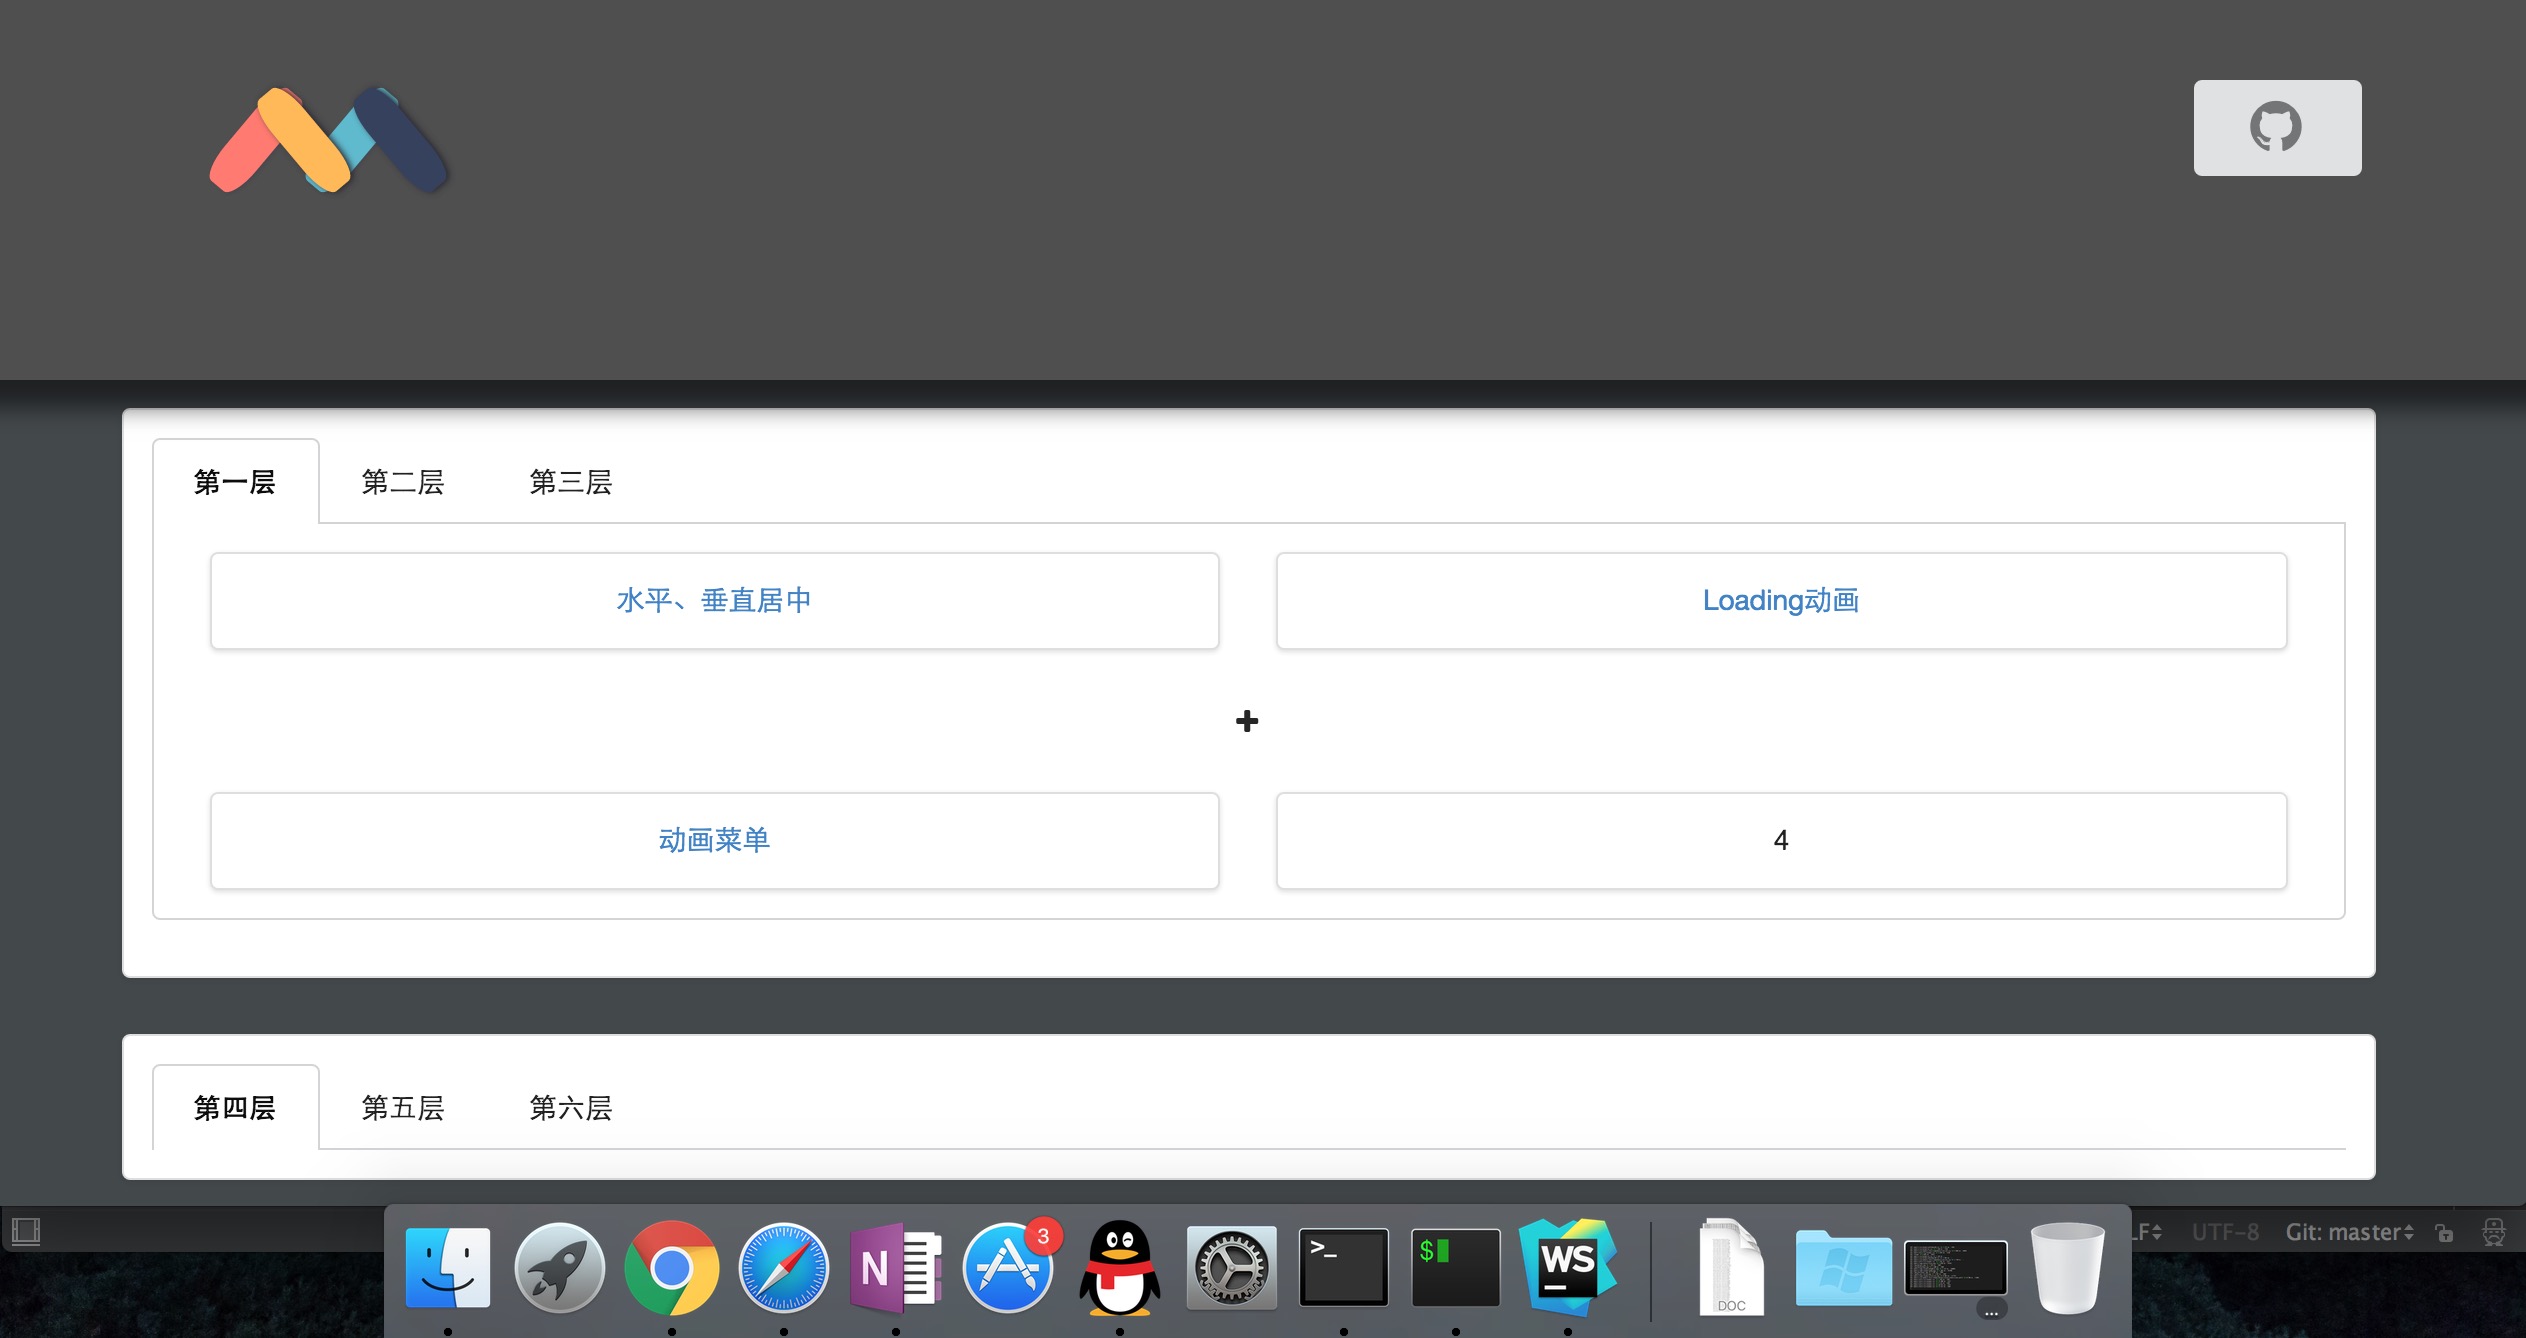 第一层 第二层 第三层
水平、垂直居中 Loading动画
动画菜单 4
第四层 第五层 第六层
LF UTF-8 Git: master
N 3 >_ $ WS DOC ...